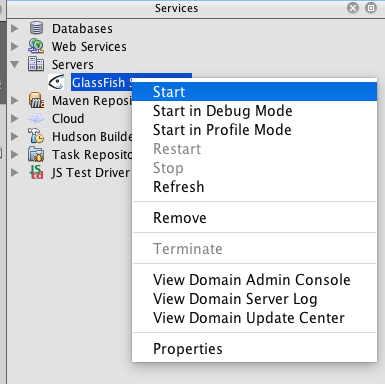 Services
Databases
Web Services
Servers
GlassFish
Maven Reposi
Cloud
Hudson Builde
Task Reposito
JS Test Driver
Start
Start in Debug Mode
Start in Profile Mode
Restart
Stop
Refresh
Remove
Terminate
View Domain Admin Console
View Domain Server Log
View Domain Update Center
Properties